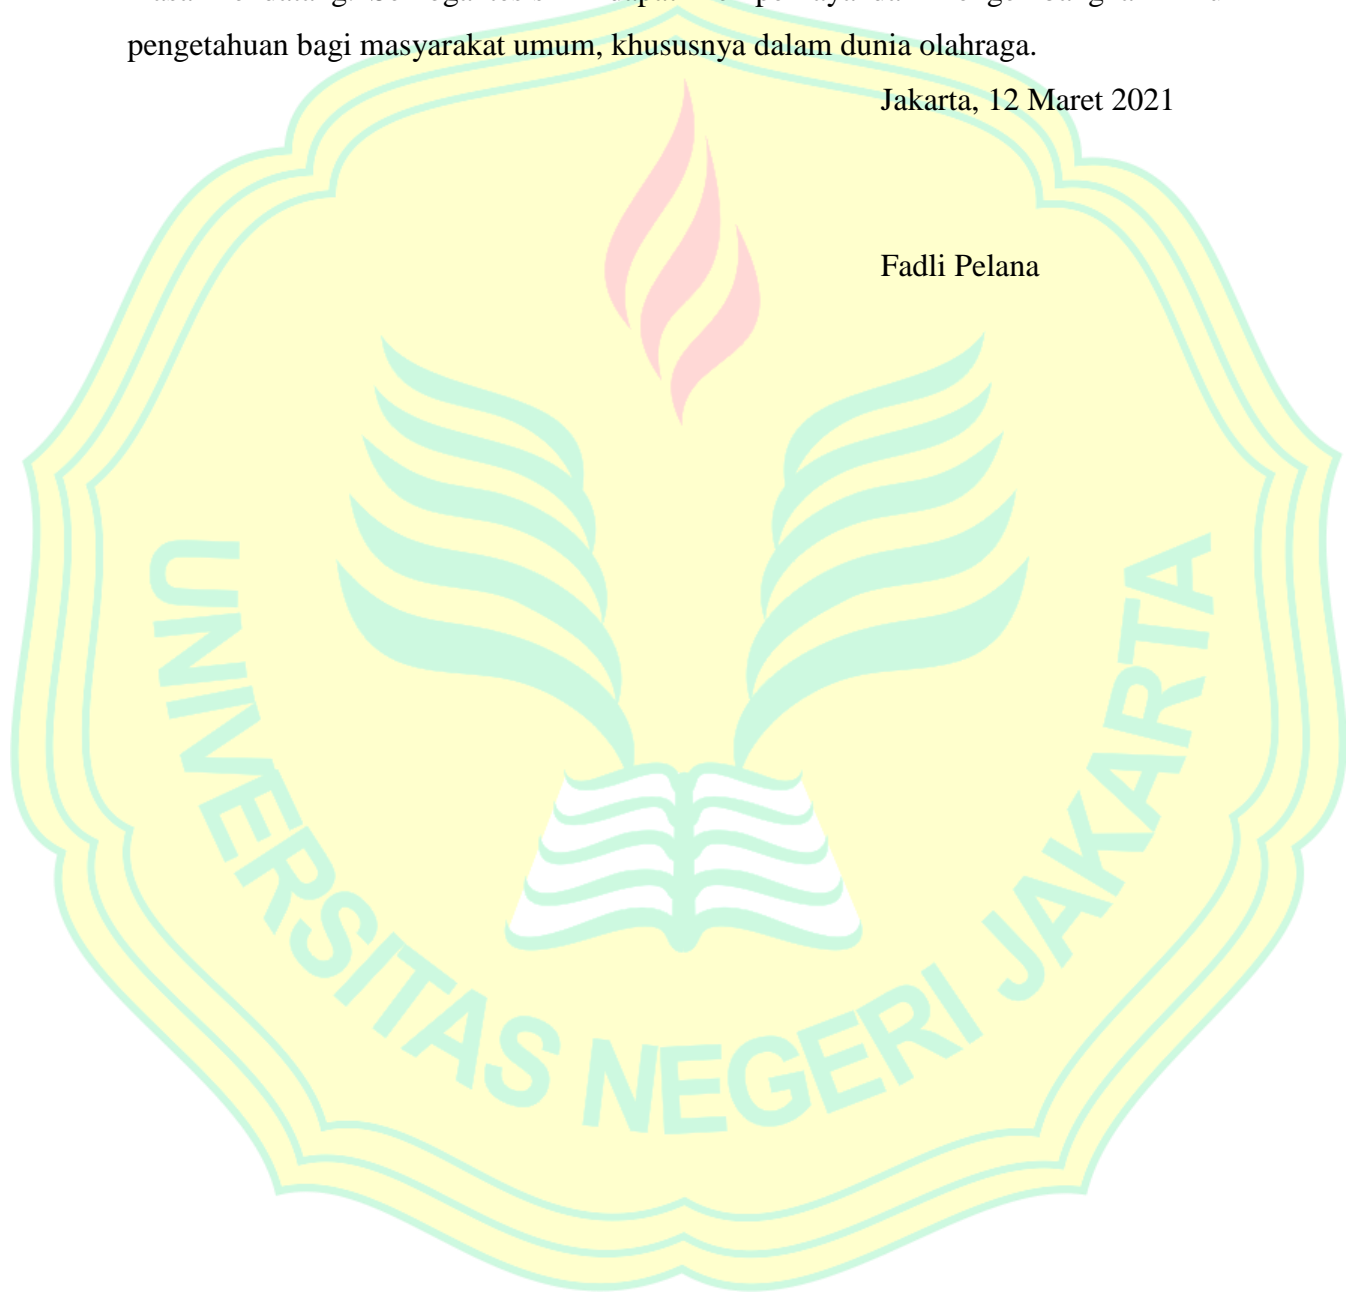 pengetahuan bagi masyarakat umum, khususnya dalam dunia olahraga.
Jakarta, 12 Maret 2021
Fadli Pelana
UNIVERSITAS NEGERI JAKARTA